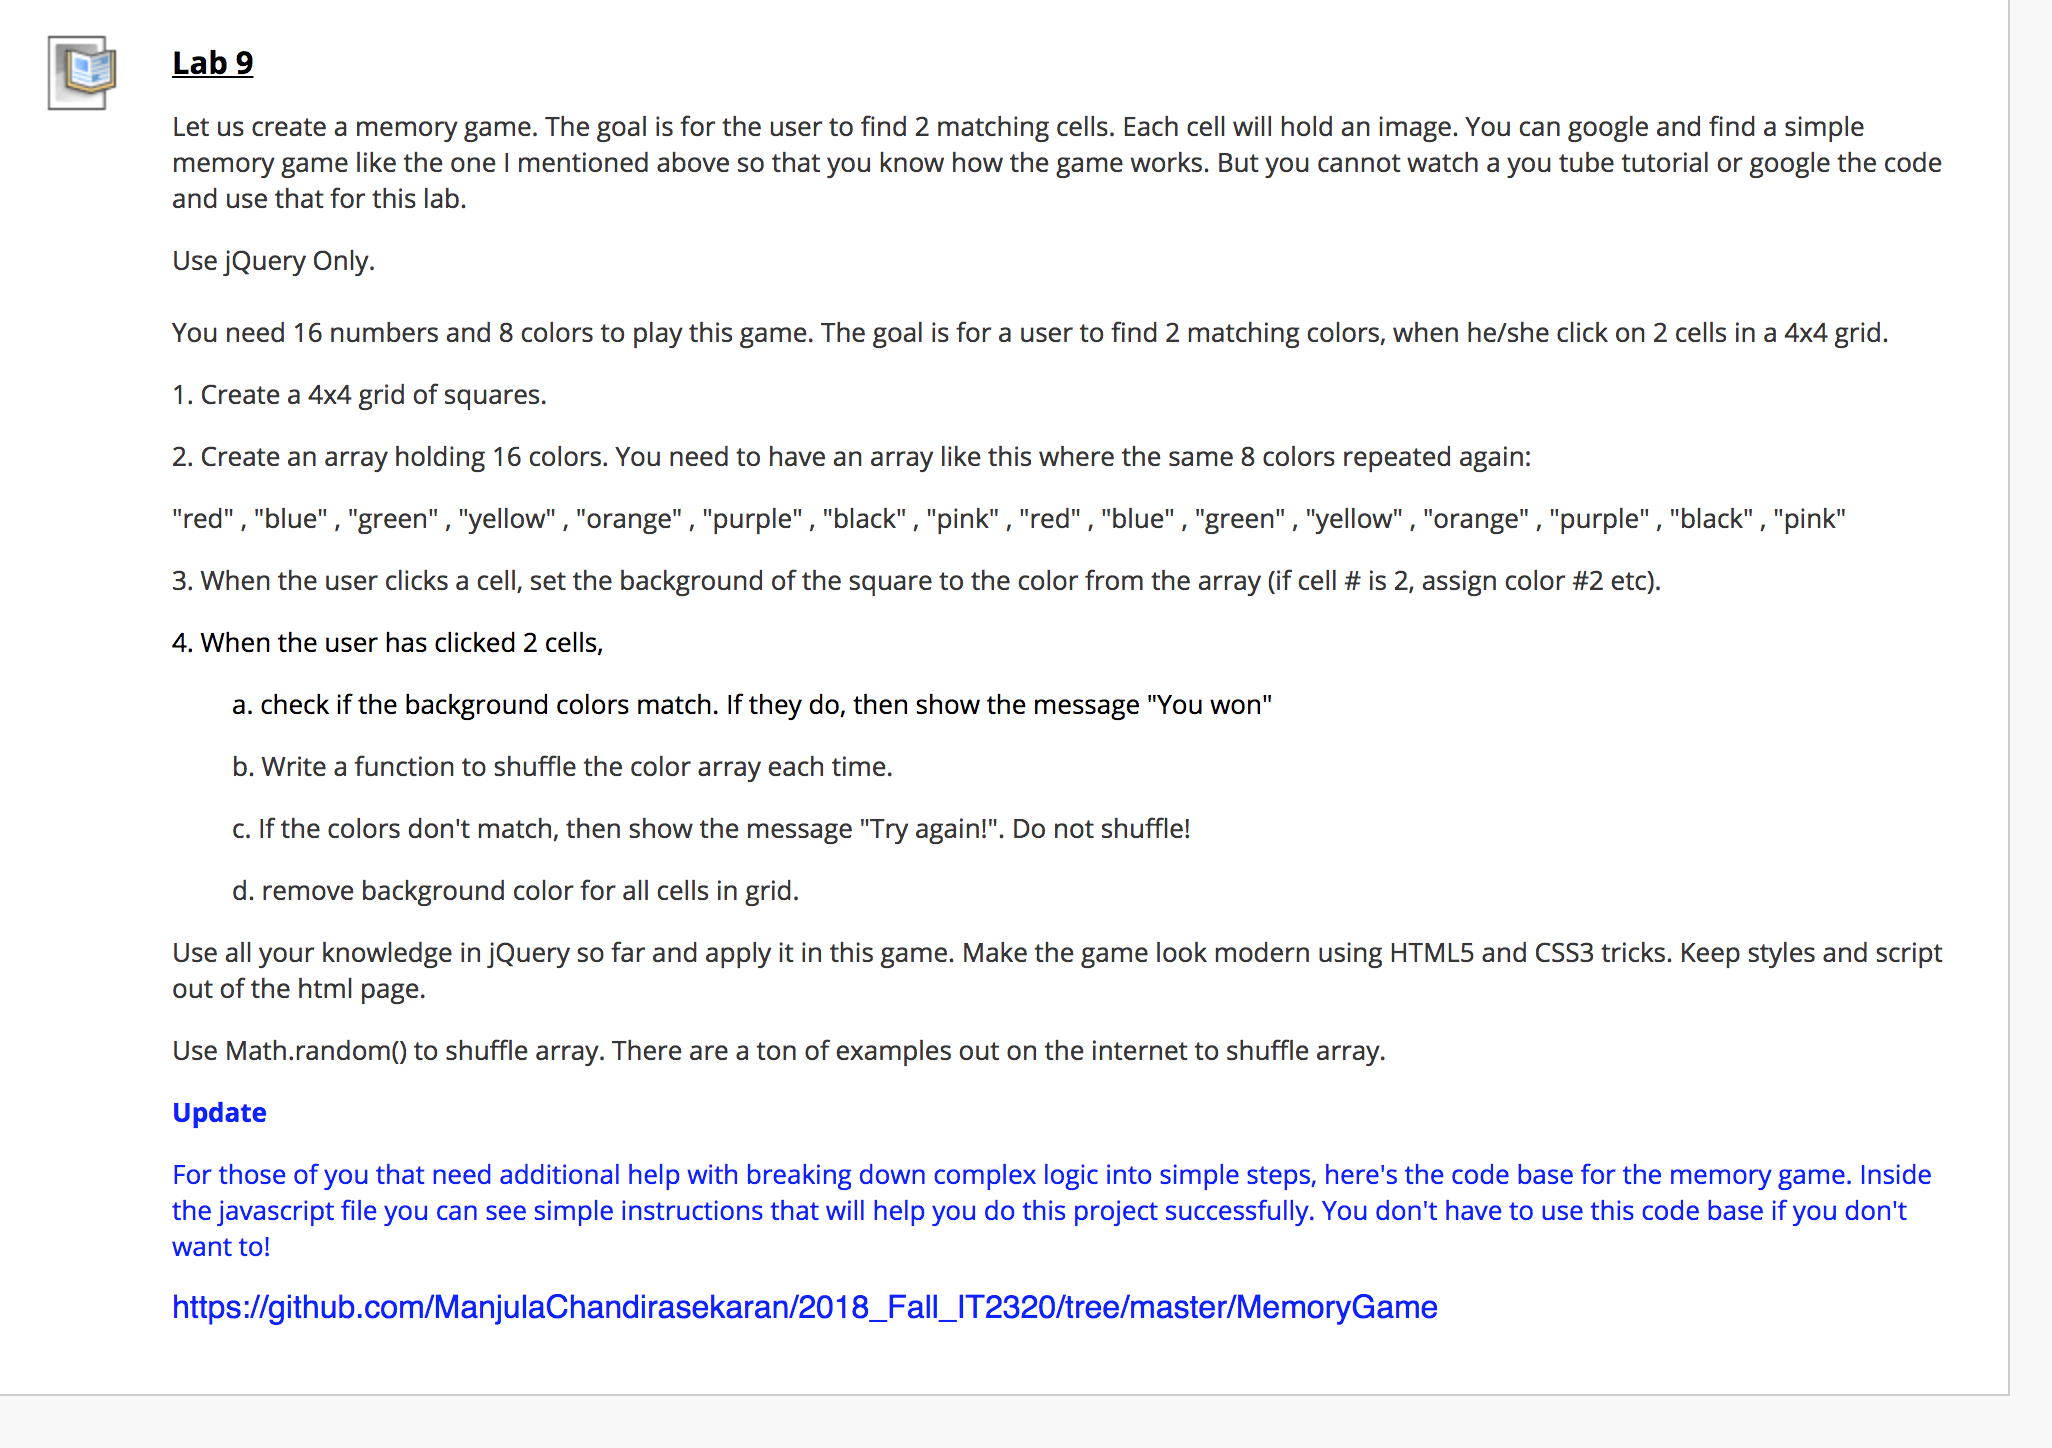 Lab 9
Let us create a memory game. The goal is for the user to find 2 matching cells. Each cell will hold an image. You can google and find a simple
memory game like the one I mentioned above so that you know how the game works. But you cannot watch a you tube tutorial or google the code
and use that for this lab.
Use jQuery Only.
You need 16 numbers and 8 colors to play this game. The goal is for a user to find 2 matching colors, when he/she click on 2 cells in a 4x4 grid.
1. Create a 4x4 grid of squares.
2. Create an array holding 16 colors. You need to have an array like this where the same 8 colors repeated again:
"red" , "blue" , "green" , "yellow" , "orange" , "purple" , "black" , "pink" , "red" , "blue" , "green" , "yellow" , "orange" , "purple" , "black" , "pink"
3. When the user clicks a cell, set the background of the square to the color from the array (if cell # is 2, assign color #2 etc).
4. When the user has clicked 2 cells,
a. check if the background colors match. If they do, then show the message "You won"
b. Write a function to shuffle the color array each time.
c. If the colors don't match, then show the message "Try again!". Do not shuffle!
d. remove background color for all cells in grid.
Use all your knowledge in jQuery so far and apply it in this game. Make the game look modern using HTML5 and CSS3 tricks. Keep styles and script
out of the html page.
Use Math.random() to shuffle array. There are a ton of examples out on the internet to shuffle array.
Update
For those of you that need additional help with breaking down complex logic into simple steps, here's the code base for the memory game. Inside
the javascript file you can see simple instructions that will help you do this project successfully. You don't have to use this code base if you don't
want to!
https://github.com/ManjulaChandirasekaran/2018_Fall_IT2320/tree/master/MemoryGame